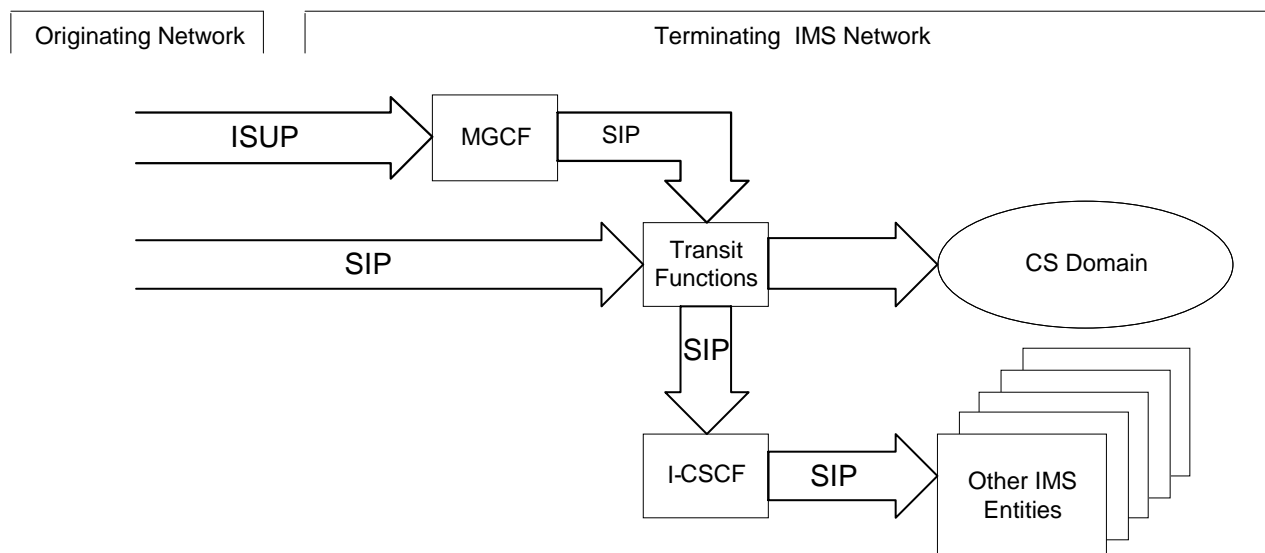 Originating Network
Terminating IMS Network
ISUP
MGCF
SIP
SIP
Transit
Functions
CS Domain
SIP
I-CSCF
SIP
Other IMS
Entities